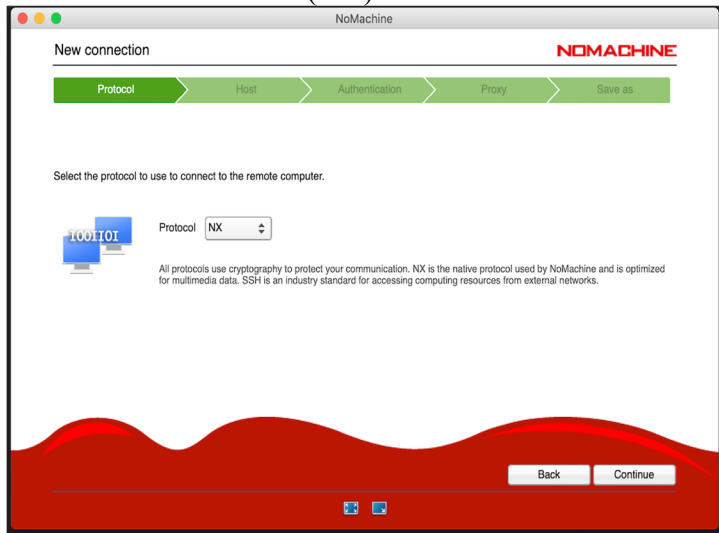 NoMachine
New connection
NOMACHINE
Protocol
Host
Authentication
Proxy
Save as
Select the protocol to use to connect to the remote computer.
1001101
Protocol
NX
All protocols use cryptography to protect your communication. NX is the native protocol used by NoMachine and is optimized
for multimedia data. SSH is an industry standard for accessing computing resources from external networks.
Back
Continue